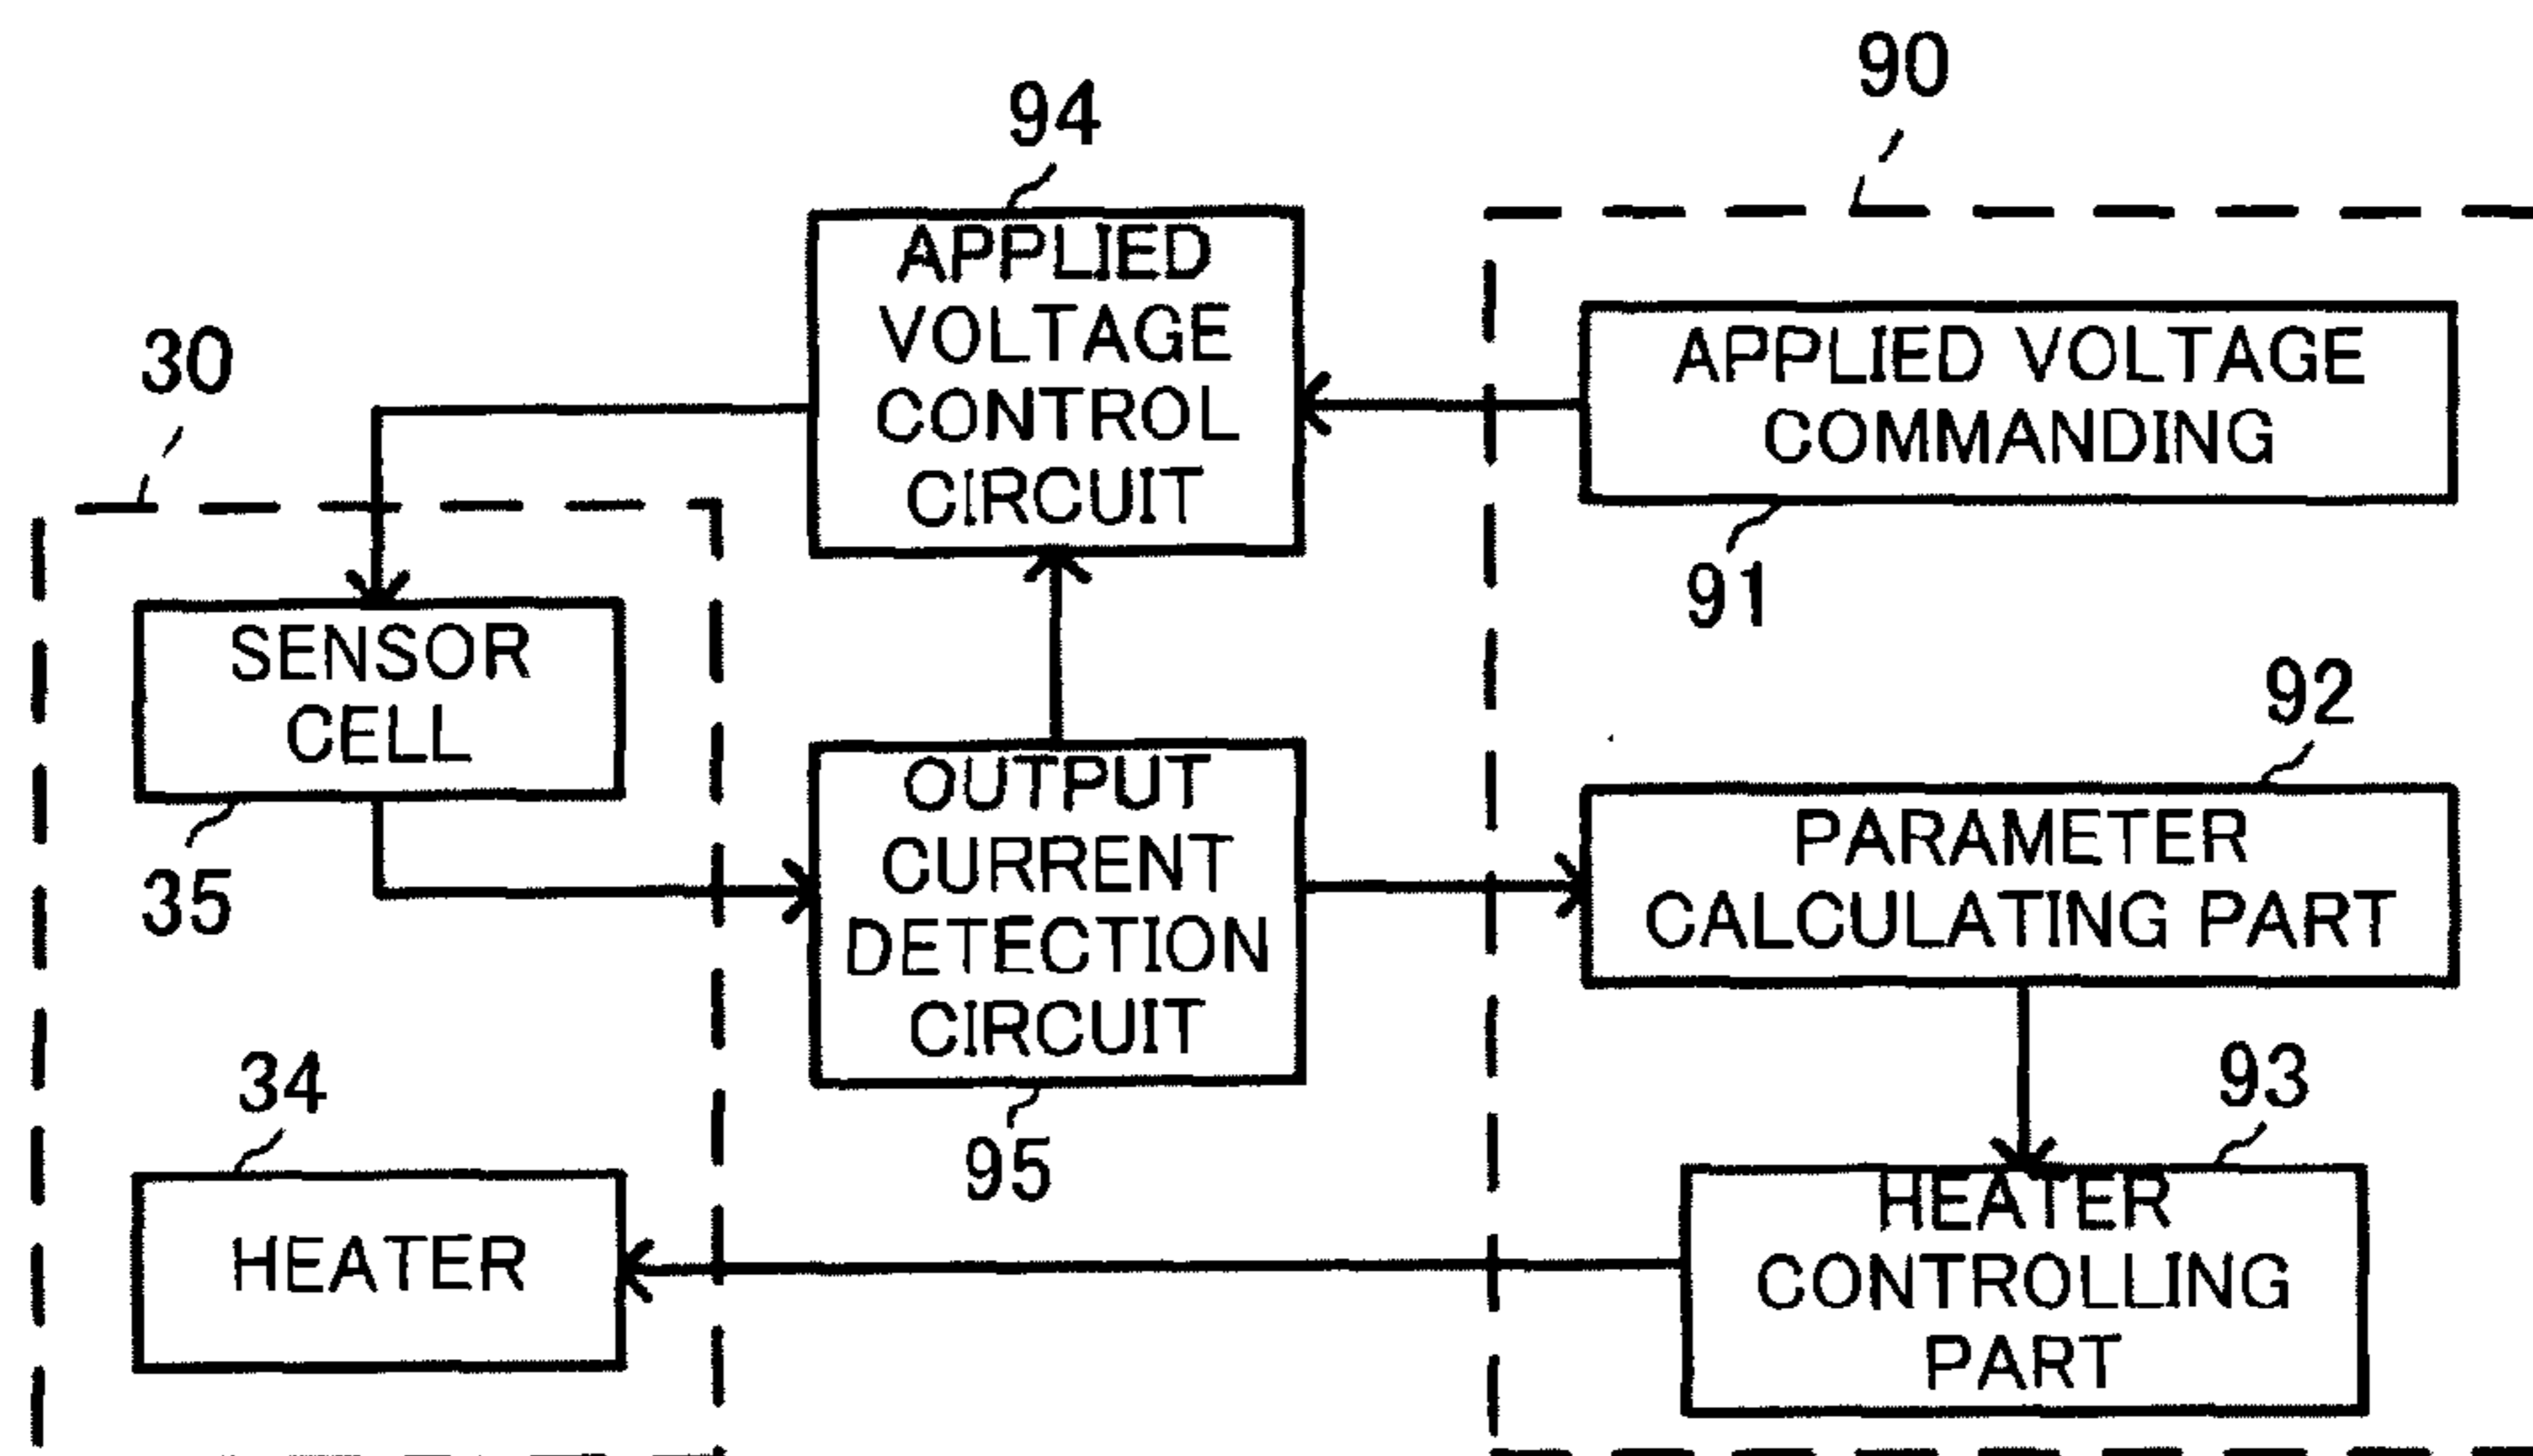 90
94
APPLIED
VOLTAGE
CONTROL
CIRCUIT
APPLIED VOLTAGE
COMMANDING
91
30
SENSOR
CELL
35
OUTPUT
CURRENT
DETECTION
CIRCUIT
95
92
PARAMETER
CALCULATING PART
34
HEATER
93
HEATER
CONTROLLING
PART